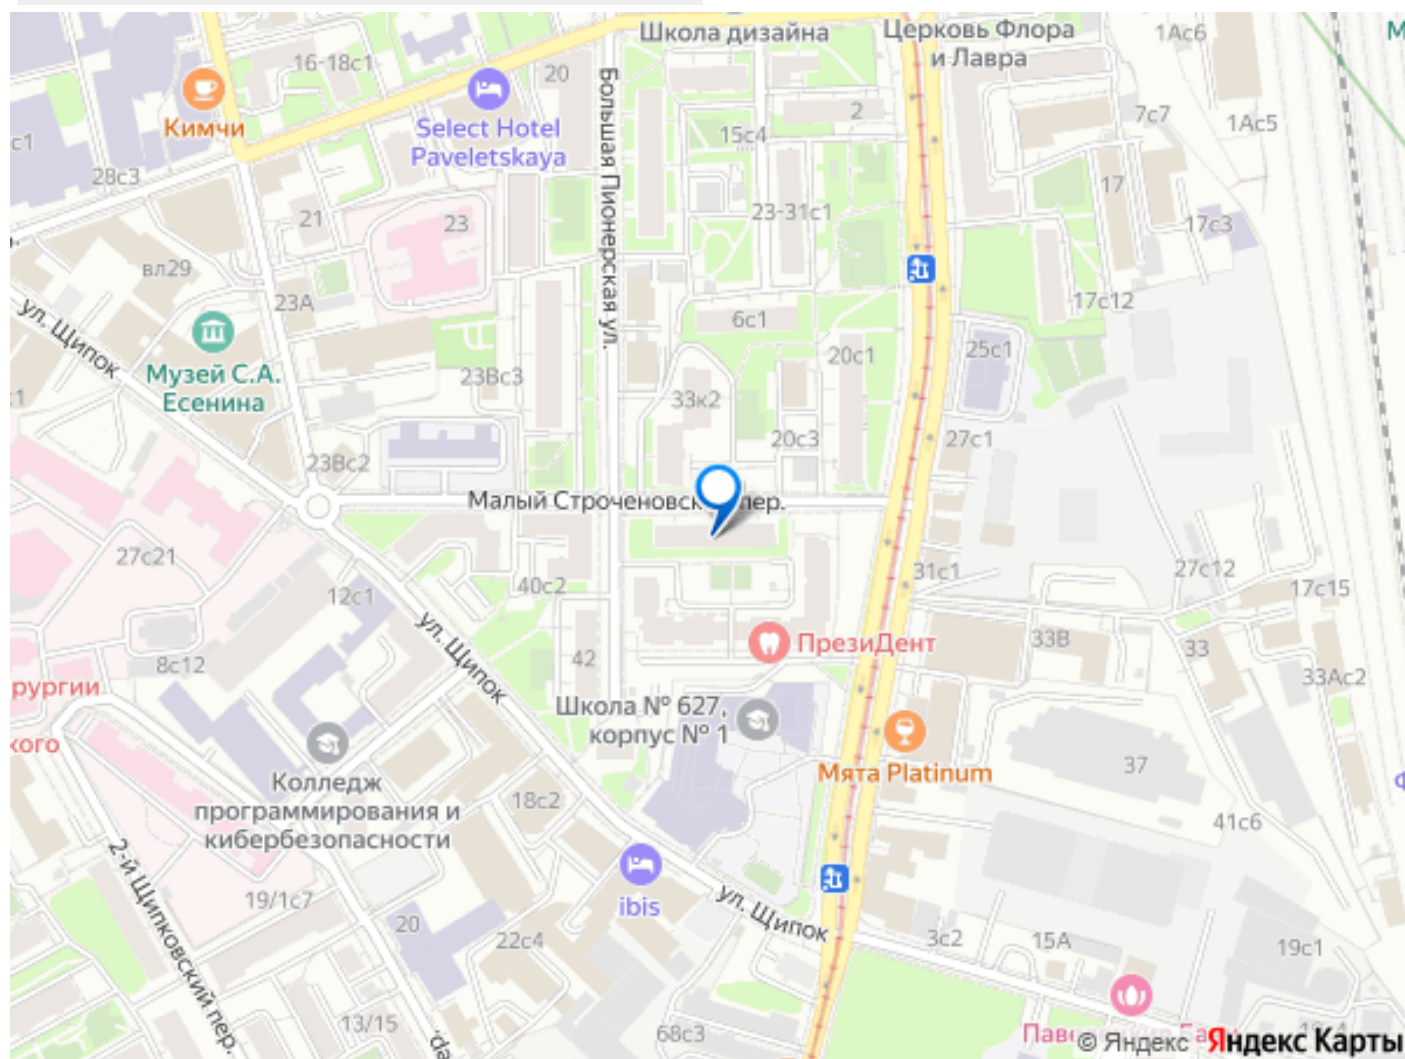 Школа дизайна
Церковь Флора
и Лавра
1Ас6
16-18с1
20
Кимчи
Select Hotel
Paveletskaya
Большая Пионерская ул.
2
15с4
7с7
1Ас5
с1
28с3
17
21
23
23-31с1
17с3
вл29
23А
17с12
ул. Щипок
6с1
Музей С.А.
Есенина
23Вс3
20с1
25с1
33к2
20с3
27с1
23Вс2
Малый Строченовск пер.
27с21
12с1
40с2
31с1
27с12
17с15
ул. Щипок
ПрезиДент
33В
33
8с12
42
33Ас2
рургии
Школа № 627,
корпус № 1
кого
Мята Platinum
37
Колледж
программирования и
кибербезопасности
18с2
41с6
2-й Щипковский пер.
19/1с7
ibis
ул. Щипок
20
22с4
3с2
15А
19с1
13/15
68с3
ер.
© Яндекс Яндекс Карты